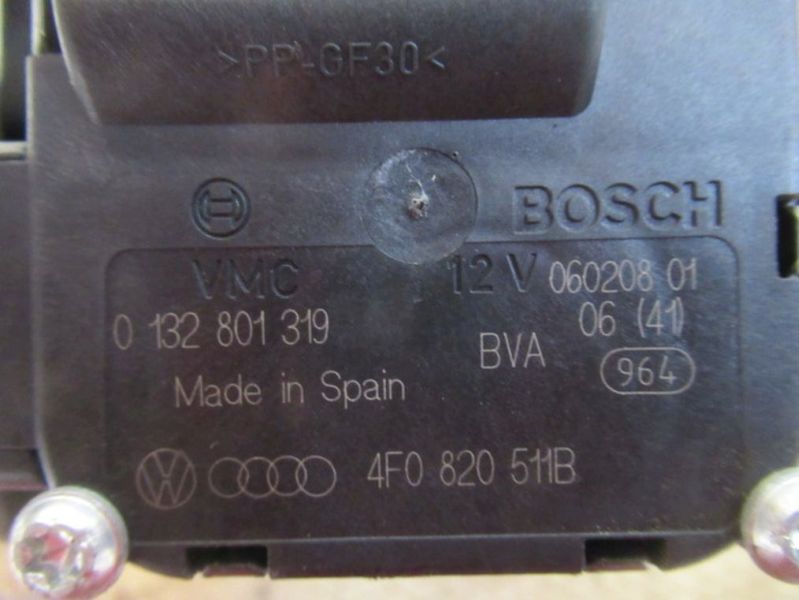 >PP-GF30<
BOSCH
VMC 12 V 060208 01
0 132 801 319 06 (41)
BVA 964
Made in Spain
4F0 820 511B